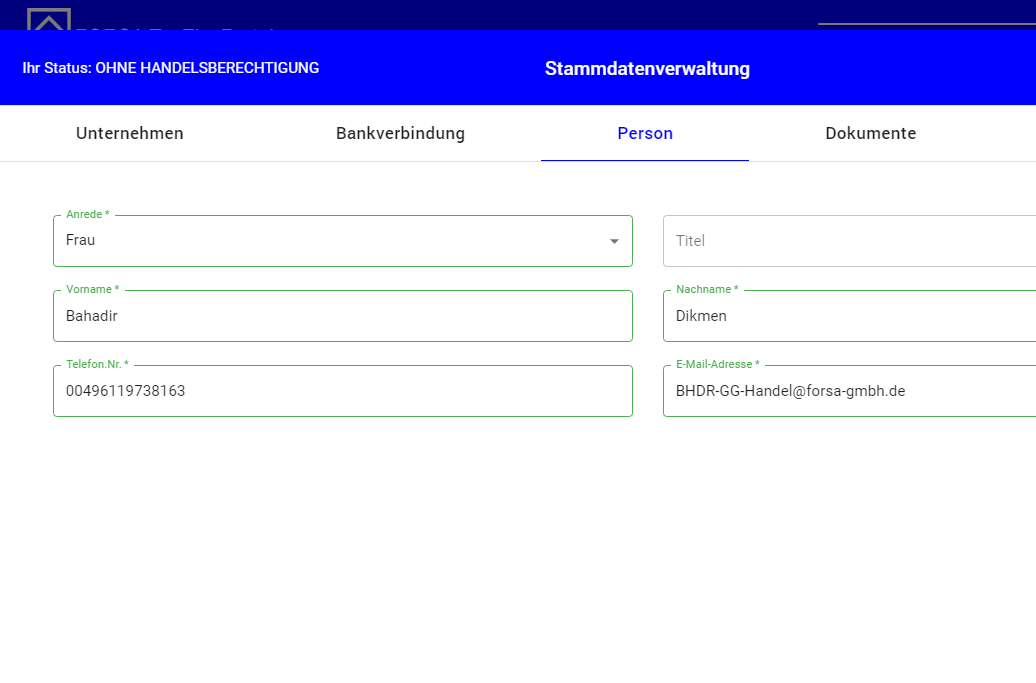 Ihr Status: OHNE HANDELSBERECHTIGUNG
Stammdatenverwaltung
Unternehmen
Bankverbindung
Person
Dokumente
Anrede *
Frau
Titel
Vorname *
Bahadir
Nachname *
Dikmen
Telefon.Nr. *
00496119738163
E-Mail-Adresse *
BHDR-GG-Handel@forsa-gmbh.de